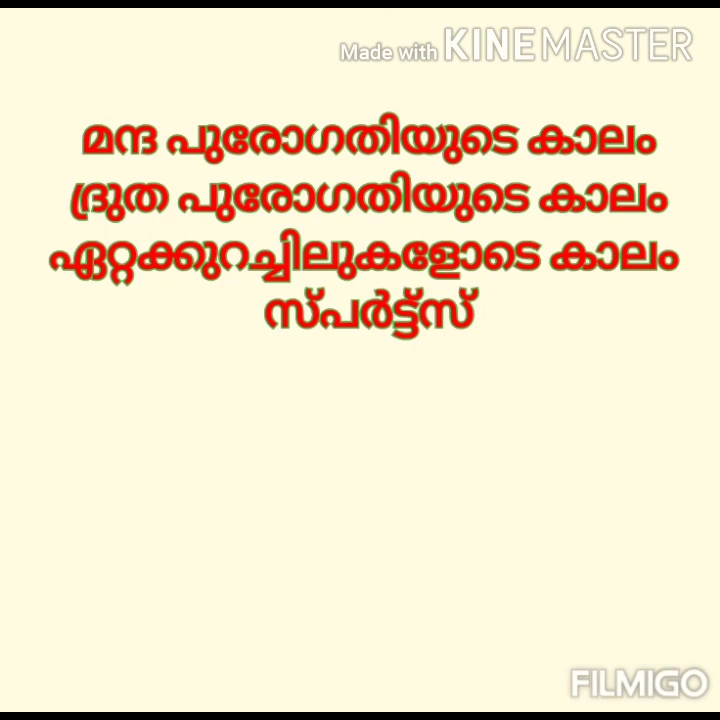 Made with KINEMASTER
മന്ദ പുരോഗതിയുടെ കാലം
ദ്രുത പുരോഗതിയുടെ കാലം
ഏറ്റക്കുറച്ചിലുകളോടെ കാലം
സ്പർട്ട്സ്
FILMIGO